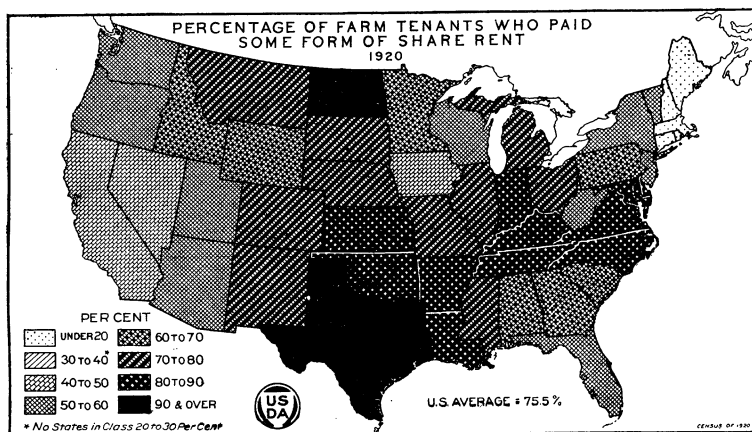 PERCENTAGE OF FARM TENANTS WHO PAID
SOME FORM OF SHARE RENT
1920
PER CENT
UNDER 20
60 TO 70
30 TO 40*
70 TO 80
40 TO 50
80 TO 90
50 TO 60
90 & OVER
* No States in Class 20 to 30 Per Cent
US
DA
U.S. AVERAGE = 75.5 %
CENSUS OF 1920